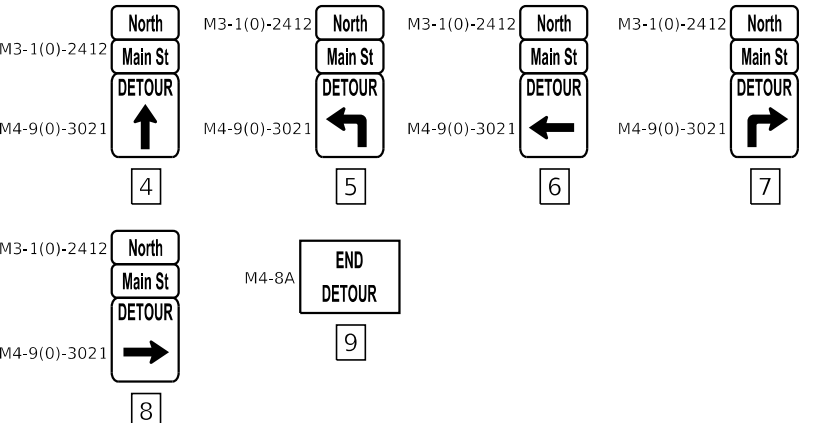 M3-1(0)-2412
North
Main St
DETOUR
M4-9(0)-3021
4
M3-1(0)-2412
North
Main St
DETOUR
M4-9(0)-3021
5
M3-1(0)-2412
North
Main St
DETOUR
M4-9(0)-3021
6
M3-1(0)-2412
North
Main St
DETOUR
M4-9(0)-3021
7
M3-1(0)-2412
North
Main St
DETOUR
M4-9(0)-3021
8
M4-8A
END
DETOUR
9